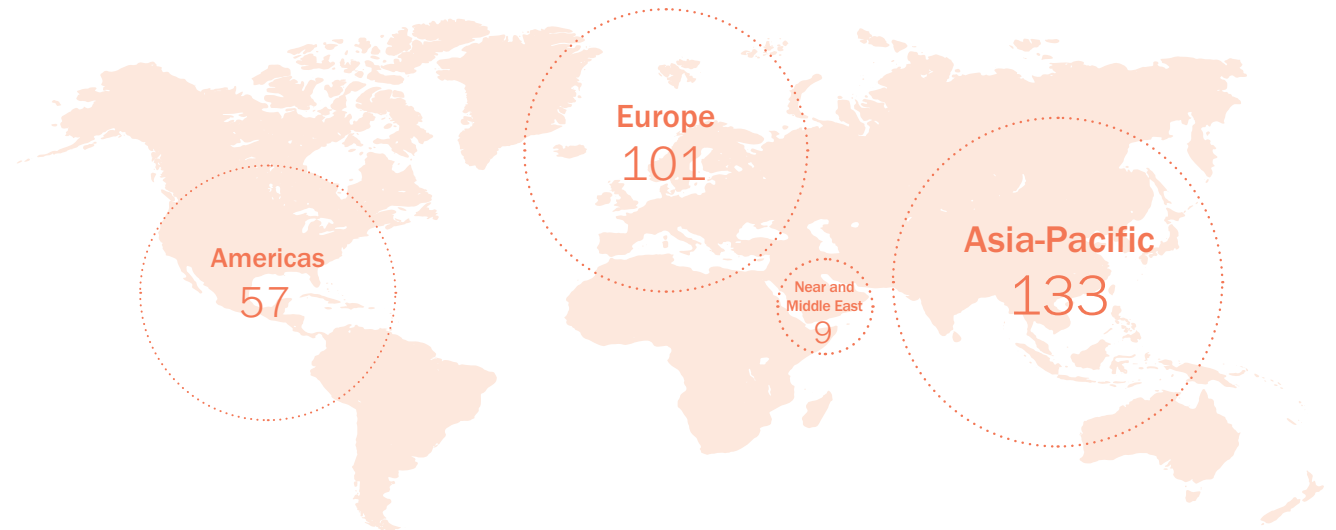 Americas
57
Europe
101
Near and
Middle East
9
Asia-Pacific
133